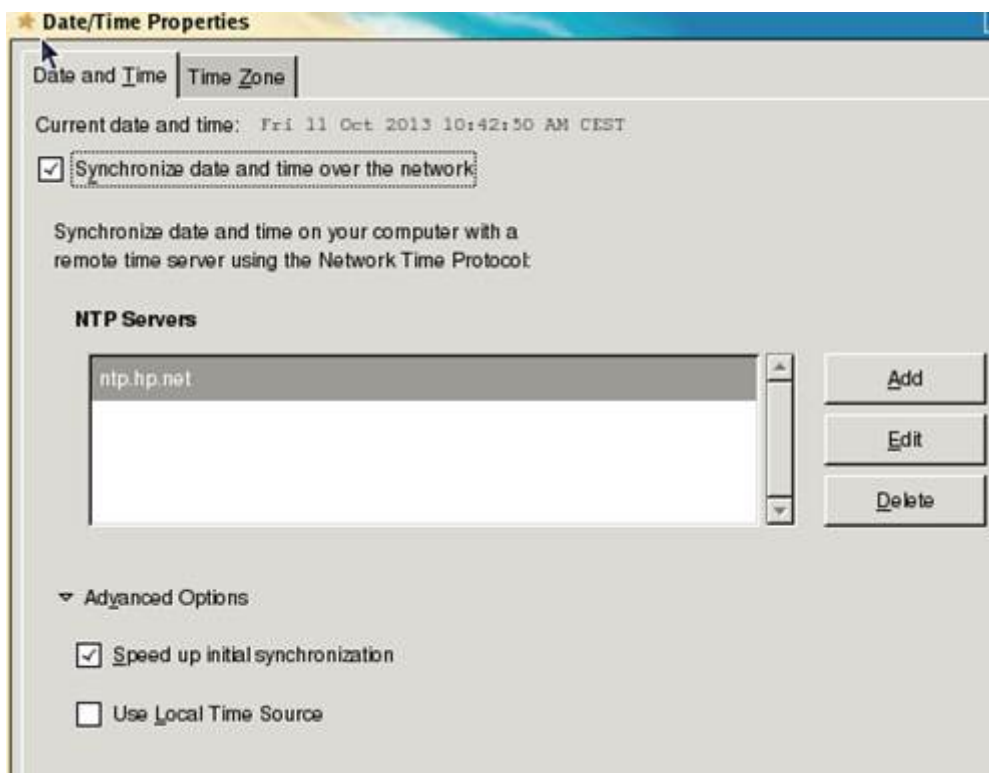 Date/Time Properties
Date and Time
Time Zone
Current date and time: Fri 11 Oct 2013 10:42:50 AM CEST
Synchronize date and time over the network
Synchronize date and time on your computer with a
remote time server using the Network Time Protocol:
NTP Servers
ntp.hp.net
Add
Edit
Delete
Advanced Options
Speed up initial synchronization
Use Local Time Source